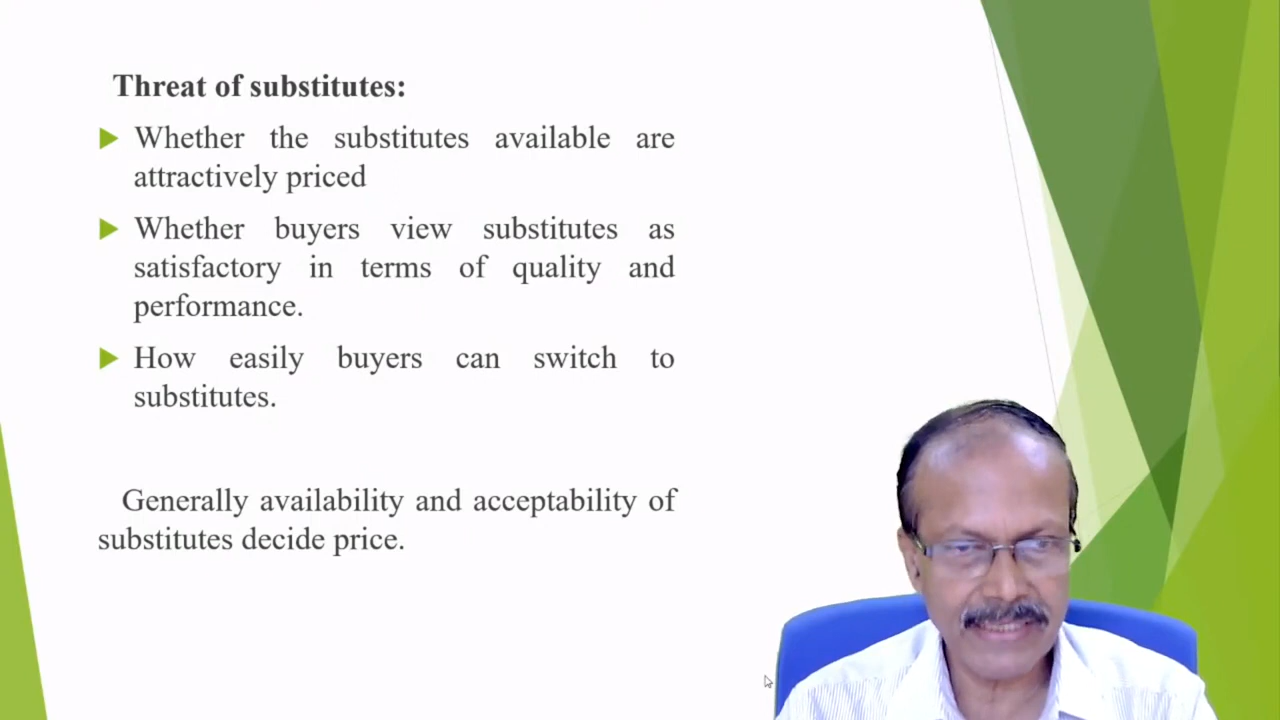 Threat of substitutes:
Whether the substitutes available are
attractively priced
Whether buyers view substitutes as
satisfactory in terms of quality and
performance.
How easily buyers can switch to
substitutes.
Generally availability and acceptability of
substitutes decide price.